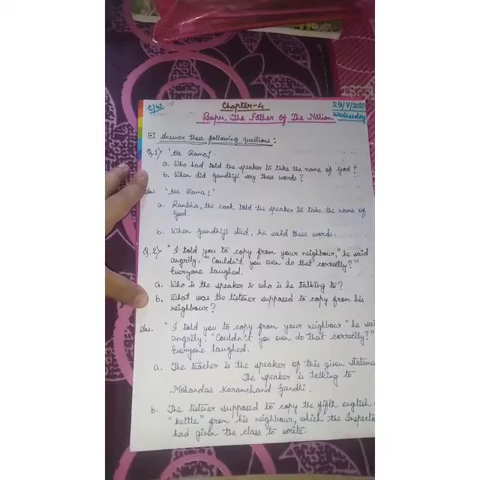 C/W
Chapter-4
29/7/2020
Bapu, The Father Of The Nation
Wednesday
Answer these following questions:
Q.1) 'He Rama!'
a. Who had told the speaker to take the name of God?
b. When did Gandhiji say these words?
Ans. 'He Rama!'
a. Rambha, the cook told the speaker to take the name of
God.
b. When Gandhiji died, he said these words.
Q.2) "I told you to copy from your neighbour," he said
angrily. "Couldn't you even do that correctly?"
Everyone laughed.
a. Who is the speaker & who is he talking to?
b. What was the listener supposed to copy from his
neighbour?
Ans. "I told you to copy from your neighbour" he said
angrily. "Couldn't you even do that correctly?"
Everyone laughed.
a. The teacher is the speaker of this given
The speaker is talking to
Mohandas Karamchand Gandhi.
b. The listener supposed to copy the fifth english
"kettle" from his neighbour, which the Inspector
had given the class to write.